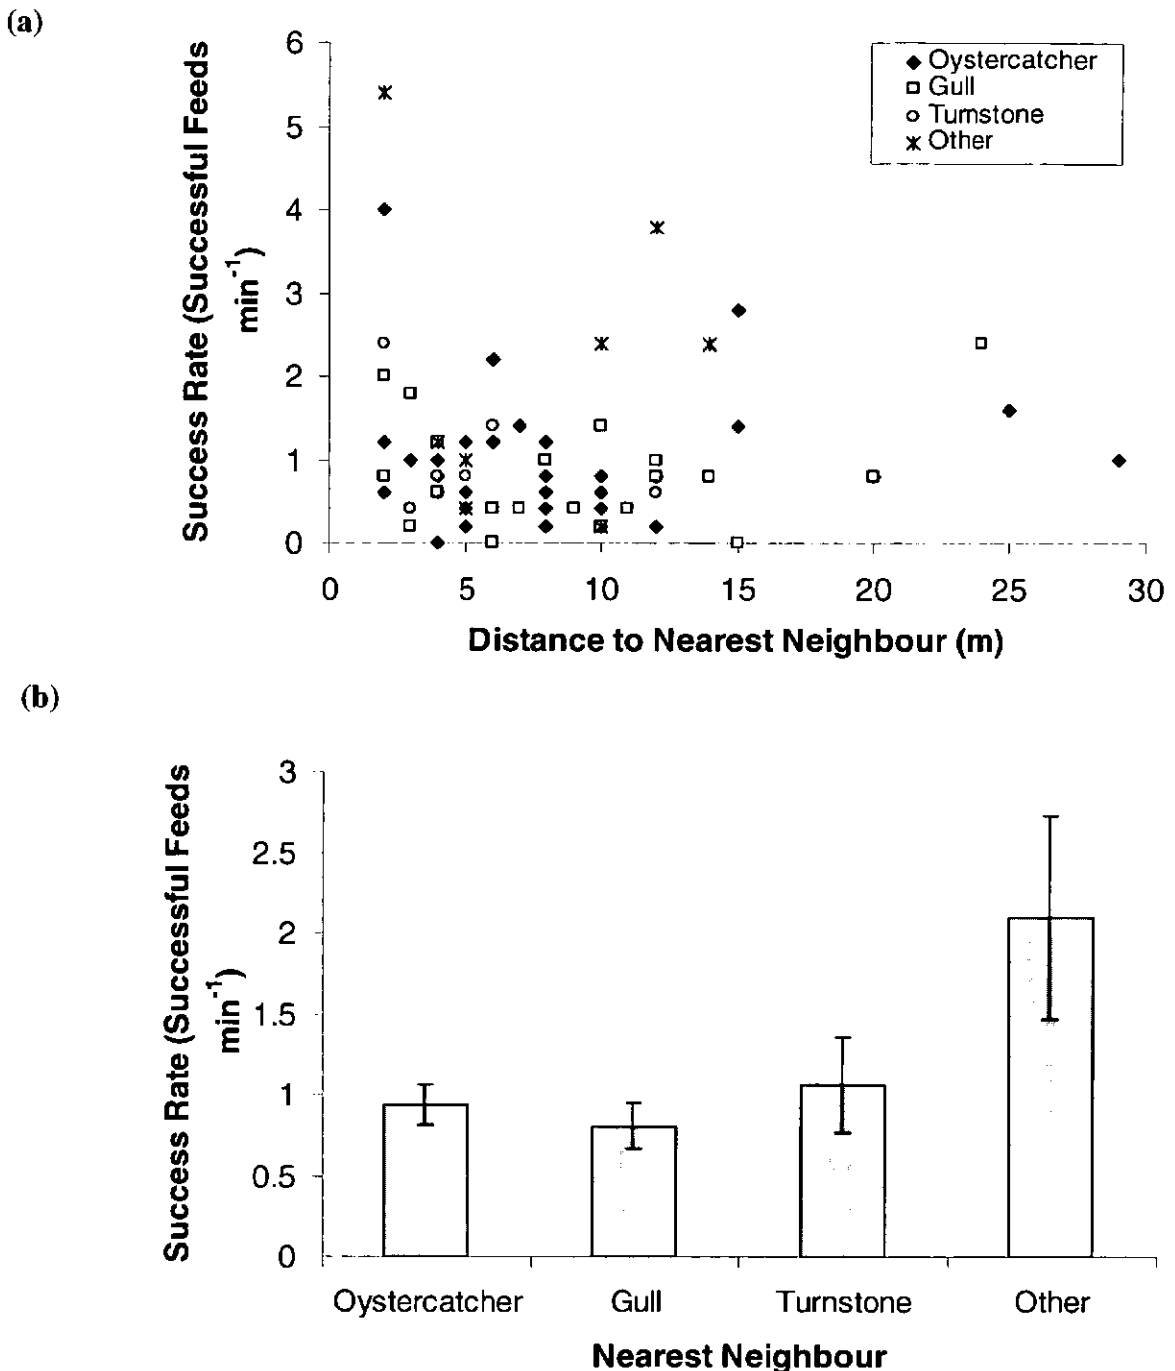 (a)
Success Rate (Successful Feeds
min⁻¹)
6
5
4
3
2
1
0
Oystercatcher
Gull
Turnstone
Other
0 5 10 15 20 25 30
Distance to Nearest Neighbour (m)
(b)
Success Rate (Successful Feeds
min⁻¹)
3
2.5
2
1.5
1
0.5
0
Oystercatcher Gull Turnstone Other
Nearest Neighbour